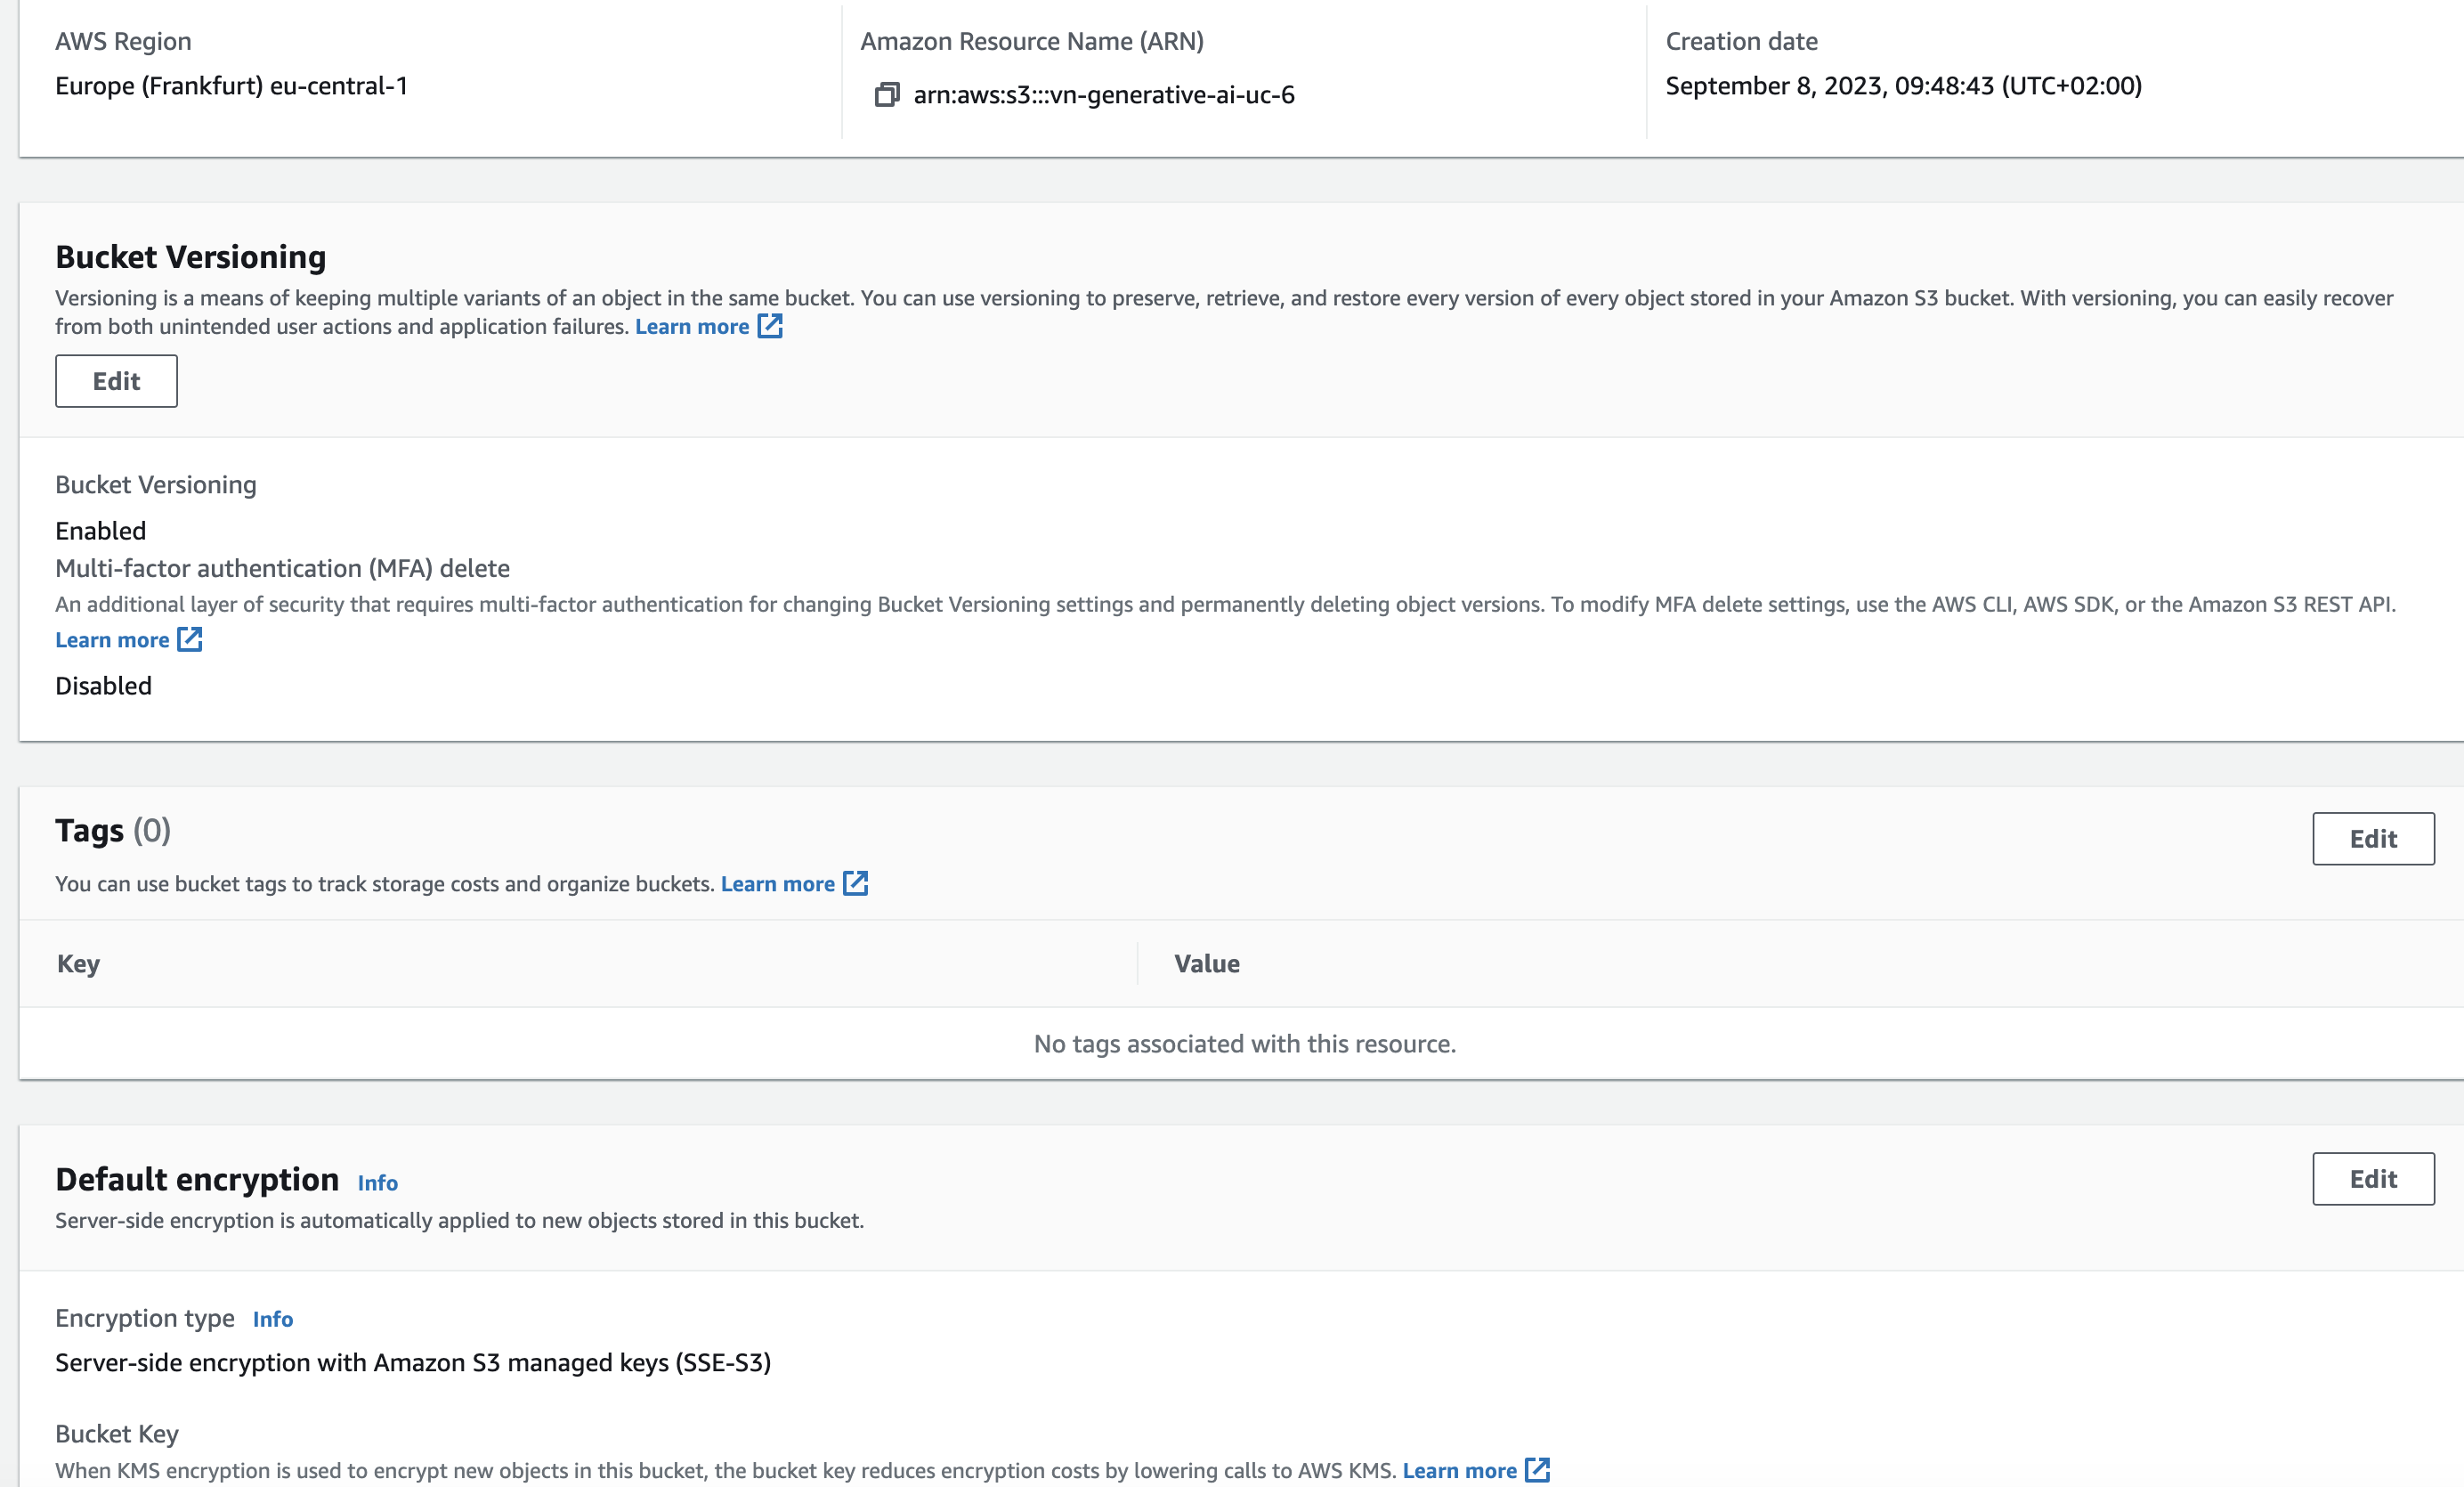 AWS Region
Europe (Frankfurt) eu-central-1
Amazon Resource Name (ARN)
arn:aws:s3:::vn-generative-ai-uc-6
Creation date
September 8, 2023, 09:48:43 (UTC+02:00)
Bucket Versioning
Versioning is a means of keeping multiple variants of an object in the same bucket. You can use versioning to preserve, retrieve, and restore every version of every object stored in your Amazon S3 bucket. With versioning, you can easily recover
from both unintended user actions and application failures. Learn more
Edit
Bucket Versioning
Enabled
Multi-factor authentication (MFA) delete
An additional layer of security that requires multi-factor authentication for changing Bucket Versioning settings and permanently deleting object versions. To modify MFA delete settings, use the AWS CLI, AWS SDK, or the Amazon S3 REST API.
Learn more
Disabled
Tags (0)
Edit
You can use bucket tags to track storage costs and organize buckets. Learn more
Key Value
No tags associated with this resource.
Default encryption Info
Edit
Server-side encryption is automatically applied to new objects stored in this bucket.
Encryption type Info
Server-side encryption with Amazon S3 managed keys (SSE-S3)
Bucket Key
When KMS encryption is used to encrypt new objects in this bucket, the bucket key reduces encryption costs by lowering calls to AWS KMS. Learn more